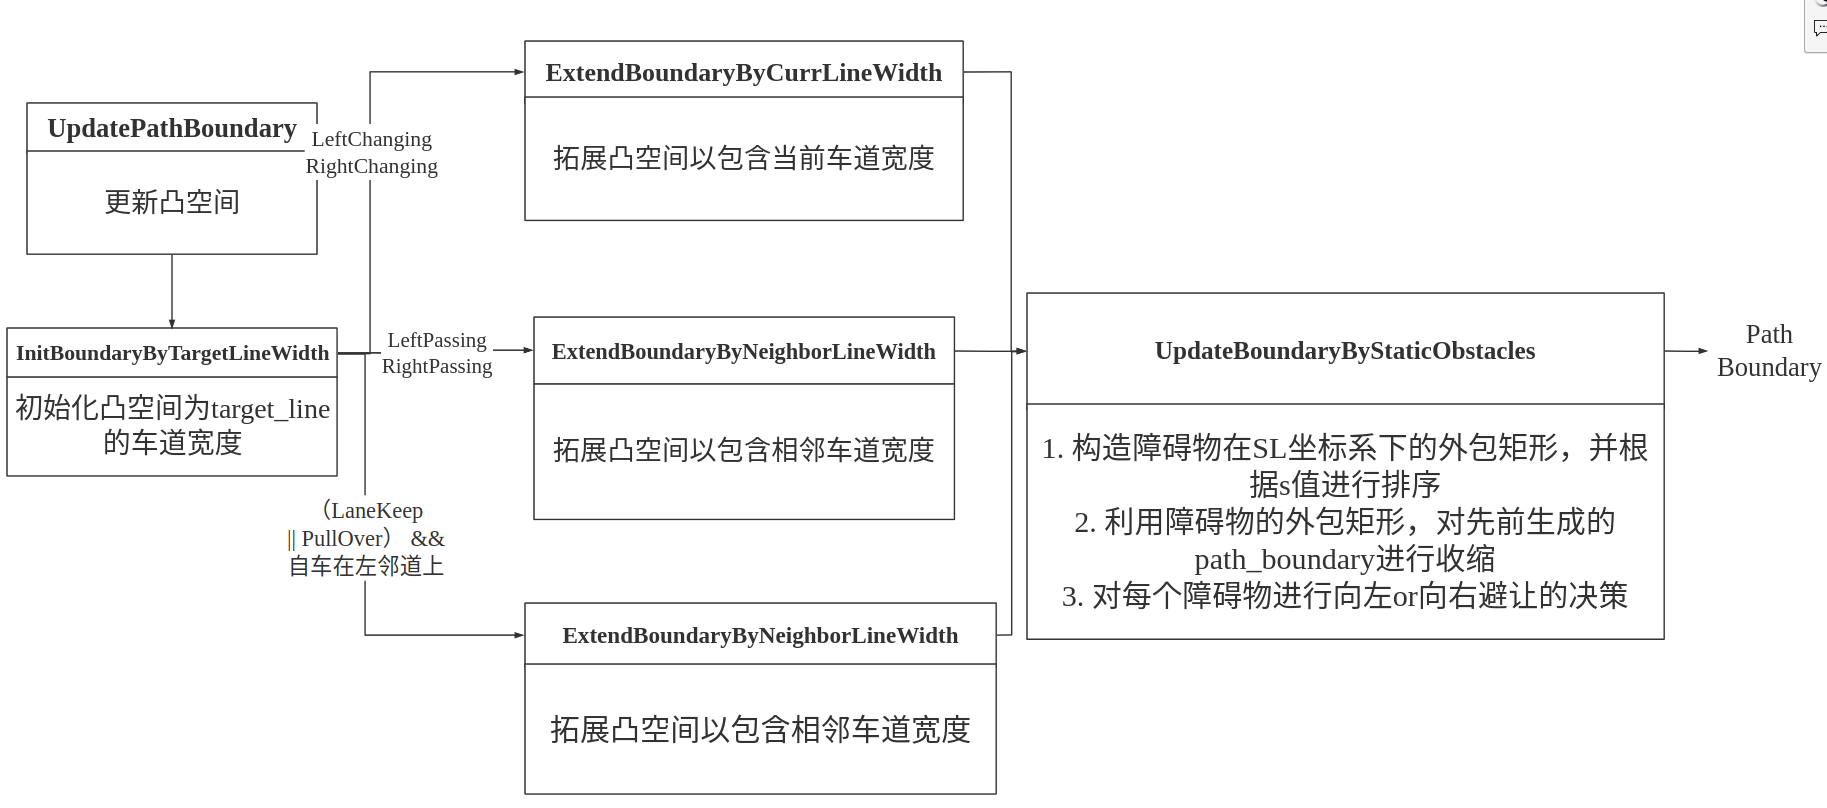 UpdatePathBoundary
更新凸空间
InitBoundaryByTargetLineWidth
初始化凸空间为target_line
的车道宽度
LeftChanging
RightChanging
LeftPassing
RightPassing
（LaneKeep
|| PullOver） &&
自车在左邻道上
ExtendBoundaryByCurrLineWidth
拓展凸空间以包含当前车道宽度
ExtendBoundaryByNeighborLineWidth
拓展凸空间以包含相邻车道宽度
ExtendBoundaryByNeighborLineWidth
拓展凸空间以包含相邻车道宽度
UpdateBoundaryByStaticObstacles
1. 构造障碍物在SL坐标系下的外包矩形，并根
据s值进行排序
2. 利用障碍物的外包矩形，对先前生成的
path_boundary进行收缩
3. 对每个障碍物进行向左or向右避让的决策
Path
Boundary